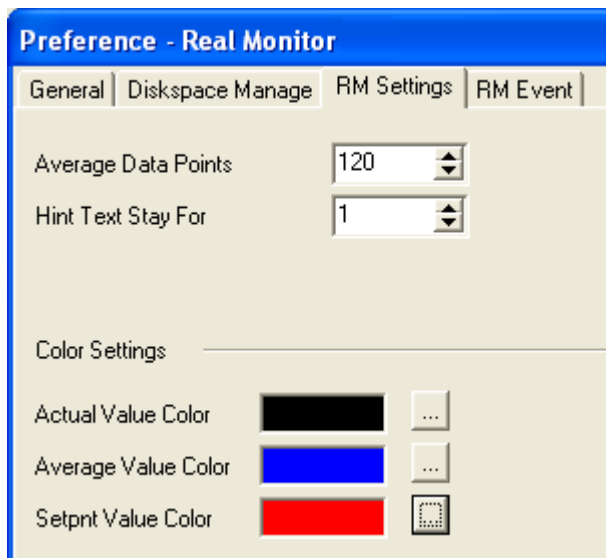 Preference - Real Monitor
General Diskspace Manage RM Settings RM Event
Average Data Points 120
Hint Text Stay For 1
Color Settings
Actual Value Color ...
Average Value Color ...
Setpnt Value Color ...